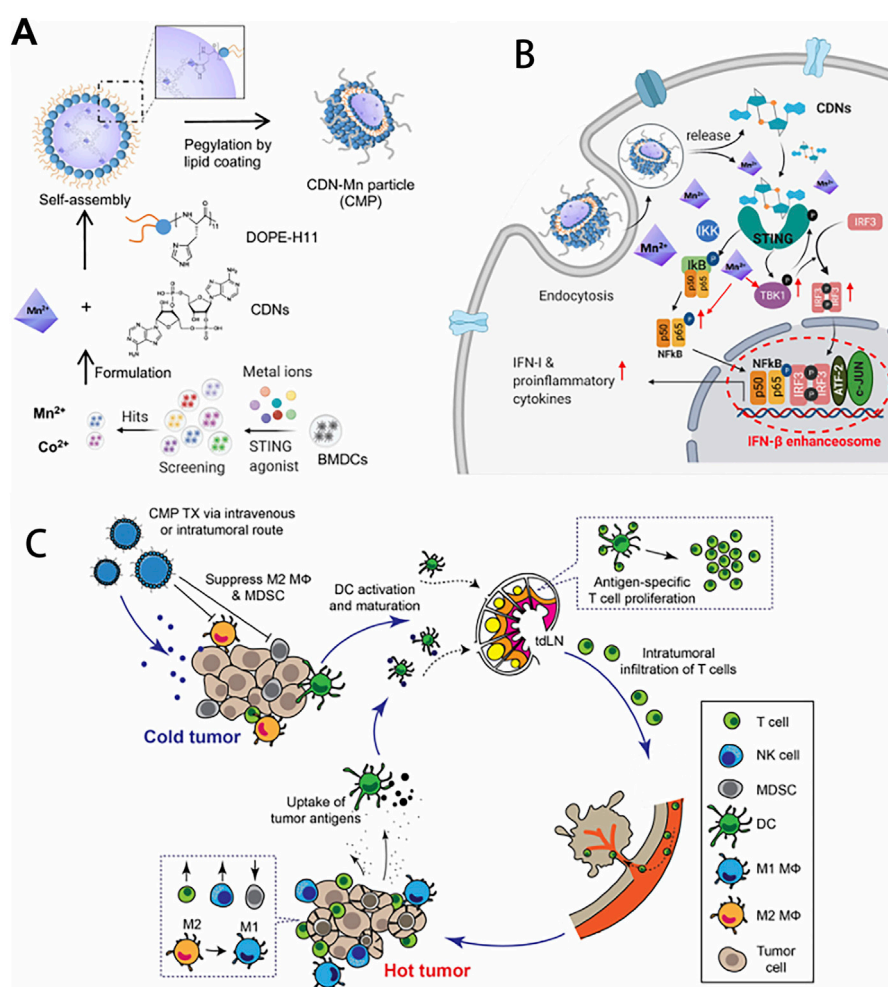 A
Self-assembly
Pegylation by
lipid coating
CDN-Mn particle
(CMP)
H
N
O
11
N
NH
DOPE-H11
Mn²⁺
+
CDNs
Formulation
Mn²⁺
Co²⁺
Hits
Screening
Metal ions
STING
agonist
BMDCs
B
release
CDNs
Mn²⁺
Mn²⁺
Mn²⁺
Mn²⁺
IKK
STING
P
IRF3
P
IkB
p50
p65
Mn²⁺
P
TBK1
P
IRF3
IRF3
Endocytosis
p50
p65
P
NFkB
IFN-I &
proinflammatory
cytokines
NFkB
p50
p65
P
IRF3
P
P
IRF3
ATF-2
c-JUN
IFN-β enhanceosome
C
CMP TX via intravenous
or intratumoral route
Suppress M2 MΦ
& MDSC
Cold tumor
DC activation
and maturation
tdLN
Antigen-specific
T cell proliferation
Intratumoral
infiltration of T cells
Uptake of
tumor antigens
M2
M1
Hot tumor
T cell
NK cell
MDSC
DC
M1 MΦ
M2 MΦ
Tumor
cell